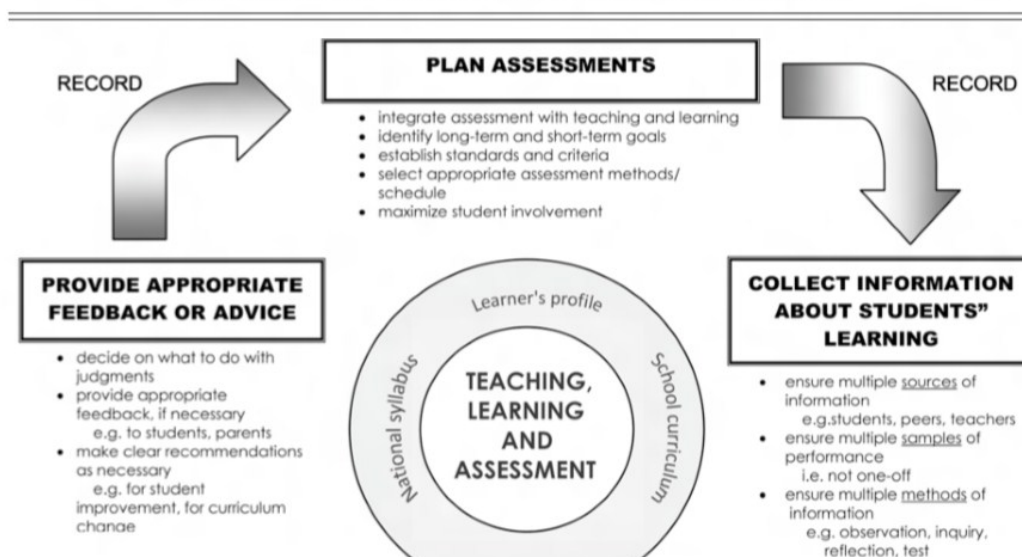 RECORD
PLAN ASSESSMENTS
• integrate assessment with teaching and learning
• identify long-term and short-term goals
• establish standards and criteria
• select appropriate assessment methods/
schedule
• maximize student involvement
RECORD
PROVIDE APPROPRIATE
FEEDBACK OR ADVICE
• decide on what to do with
judgments
• provide appropriate
feedback, if necessary
e.g. to students, parents
• make clear recommendations
as necessary
e.g. for student
improvement, for curriculum
change
Learner's profile
National syllabus
School curriculum
TEACHING,
LEARNING
AND
ASSESSMENT
COLLECT INFORMATION
ABOUT STUDENTS”
LEARNING
• ensure multiple sources of
information
e.g.students, peers, teachers
• ensure multiple samples of
performance
i.e. not one-off
• ensure multiple methods of
information
e.g. observation, inquiry,
reflection, test